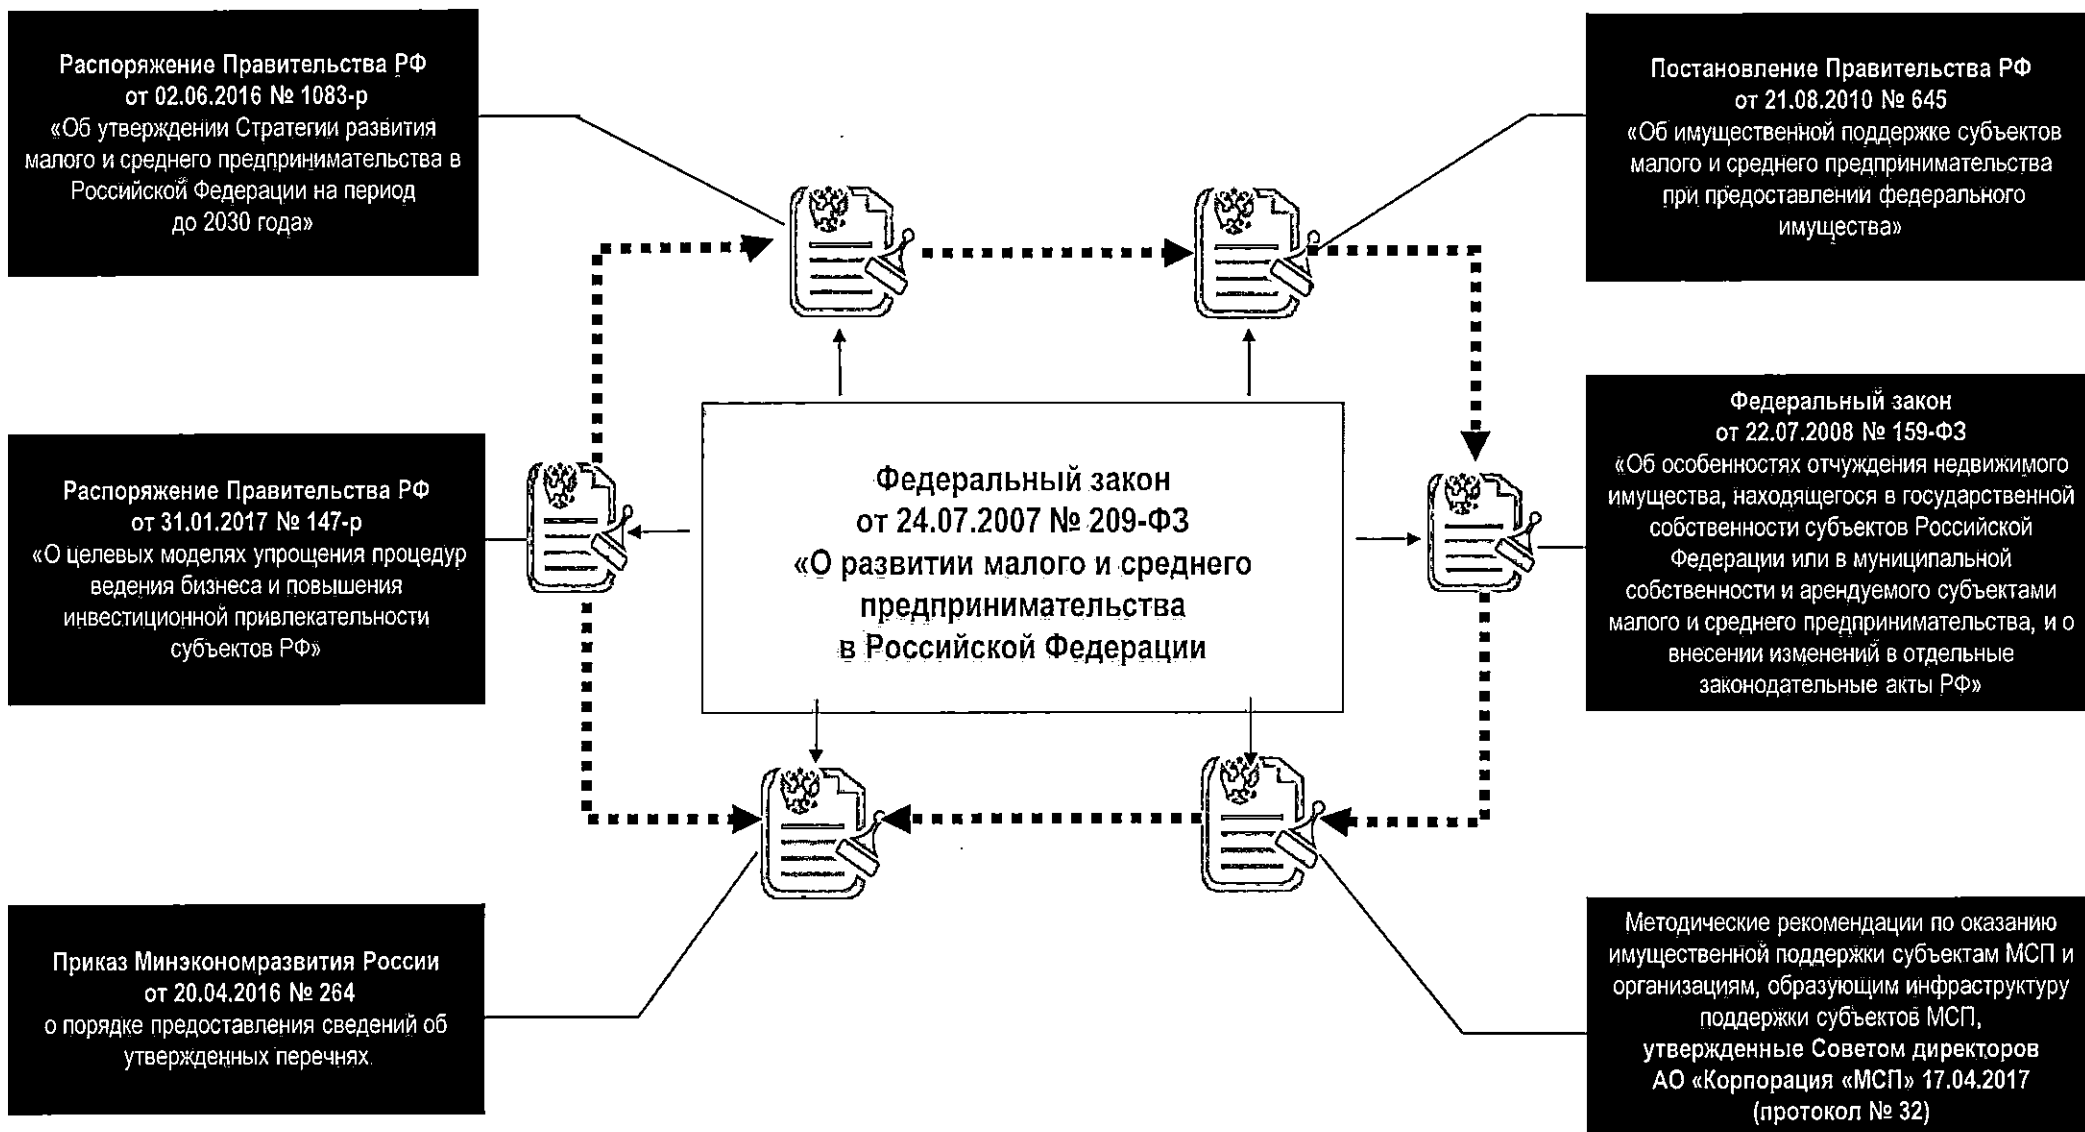 Распоряжение Правительства РФ
от 02.06.2016 № 1083-р
«Об утверждении Стратегии развития
малого и среднего предпринимательства в
Российской Федерации на период
до 2030 года»
Постановление Правительства РФ
от 21.08.2010 № 645
«Об имущественной поддержке субъектов
малого и среднего предпринимательства
при предоставлении федерального
имущества»
Распоряжение Правительства РФ
от 31.01.2017 № 147-р
«О целевых моделях упрощения процедур
ведения бизнеса и повышения
инвестиционной привлекательности
субъектов РФ»
Федеральный закон
от 24.07.2007 № 209-ФЗ
«О развитии малого и среднего
предпринимательства
в Российской Федерации
Федеральный закон
от 22.07.2008 № 159-ФЗ
«Об особенностях отчуждения недвижимого
имущества, находящегося в государственной
собственности субъектов Российской
Федерации или в муниципальной
собственности и арендуемого субъектами
малого и среднего предпринимательства, и о
внесении изменений в отдельные
законодательные акты РФ»
Приказ Минэкономразвития России
от 20.04.2016 № 264
о порядке предоставления сведений об
утвержденных перечнях.
Методические рекомендации по оказанию
имущественной поддержки субъектам МСП и
организациям, образующим инфраструктуру
поддержки субъектов МСП,
утвержденные Советом директоров
АО «Корпорация «МСП» 17.04.2017
(протокол № 32)